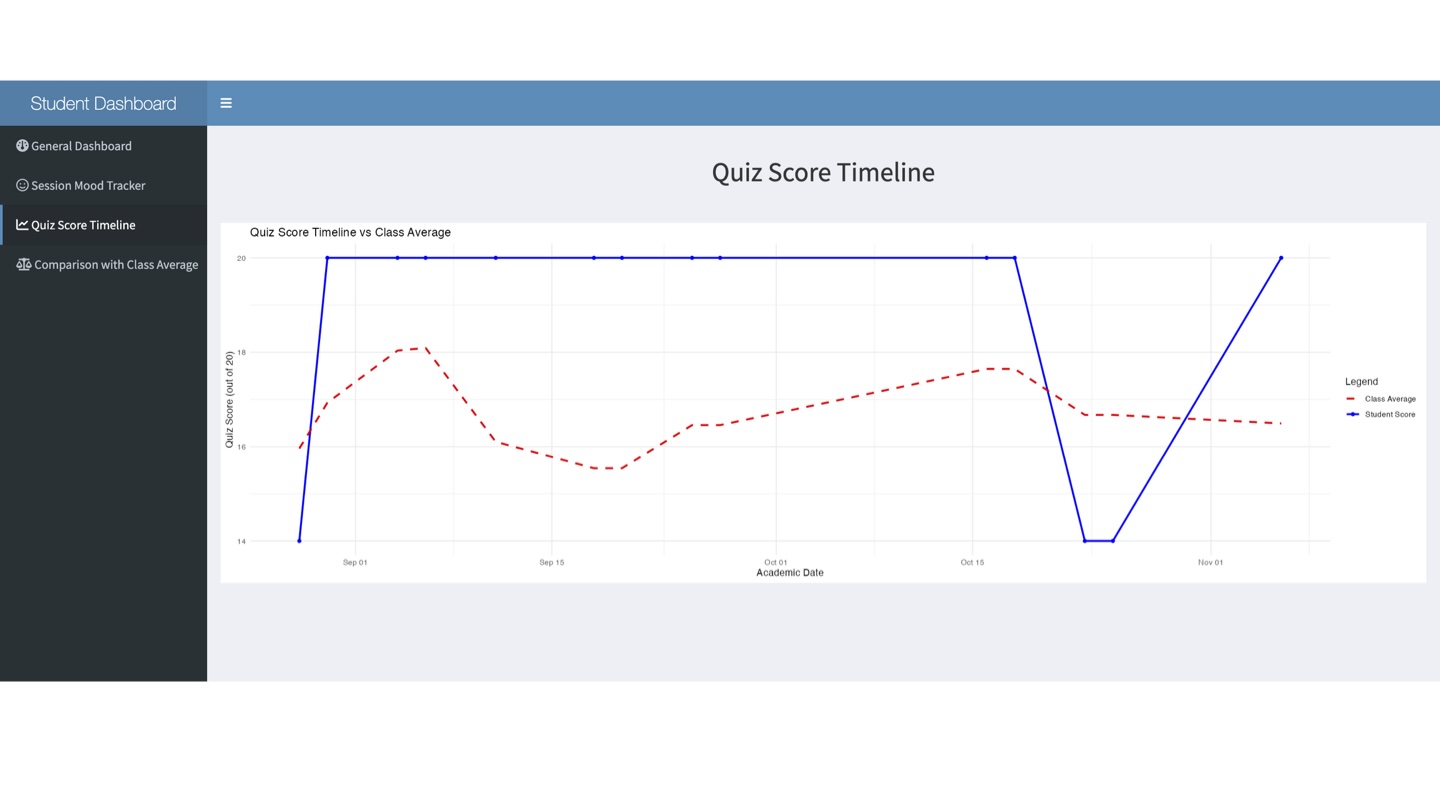 Student Dashboard
General Dashboard
Session Mood Tracker
Quiz Score Timeline
Comparison with Class Average
Quiz Score Timeline
Quiz Score Timeline vs Class Average
Quiz Score (out of 20)
20
18
16
14
Sep 01
Sep 15
Oct 01
Oct 15
Nov 01
Academic Date
Legend
Class Average
Student Score